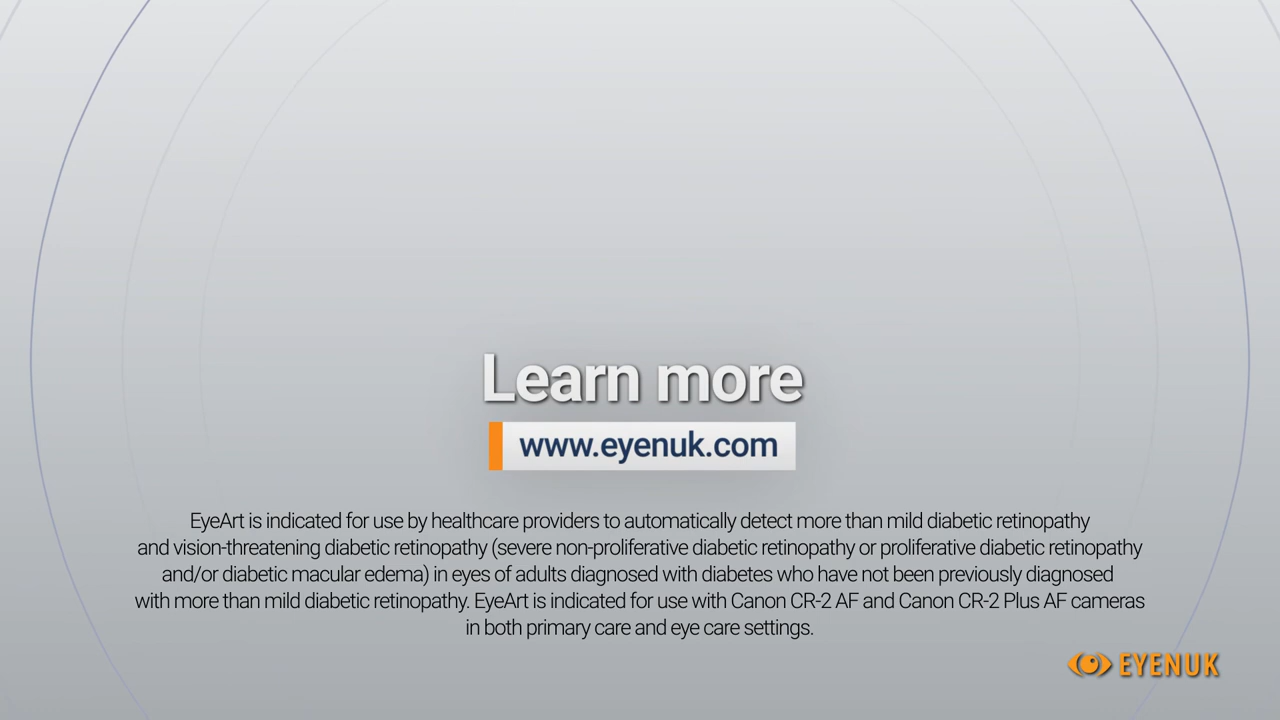 Learn more
www.eyenuk.com
EyeArt is indicated for use by healthcare providers to automatically detect more than mild diabetic retinopathy
and vision-threatening diabetic retinopathy (severe non-proliferative diabetic retinopathy or proliferative diabetic retinopathy
and/or diabetic macular edema) in eyes of adults diagnosed with diabetes who have not been previously diagnosed
with more than mild diabetic retinopathy. EyeArt is indicated for use with Canon CR-2 AF and Canon CR-2 Plus AF cameras
in both primary care and eye care settings.
EYENUK